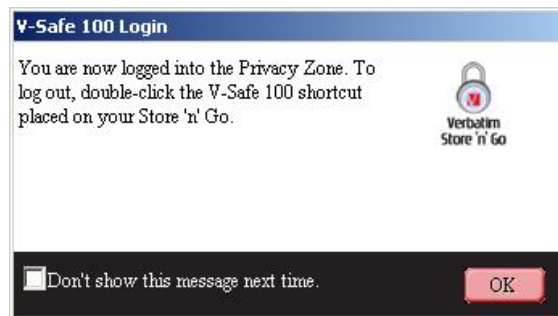 V-Safe 100 Login
You are now logged into the Privacy Zone. To
log out, double-click the V-Safe 100 shortcut
placed on your Store 'n' Go.
Verbatim
Store 'n' Go
Don't show this message next time.
OK